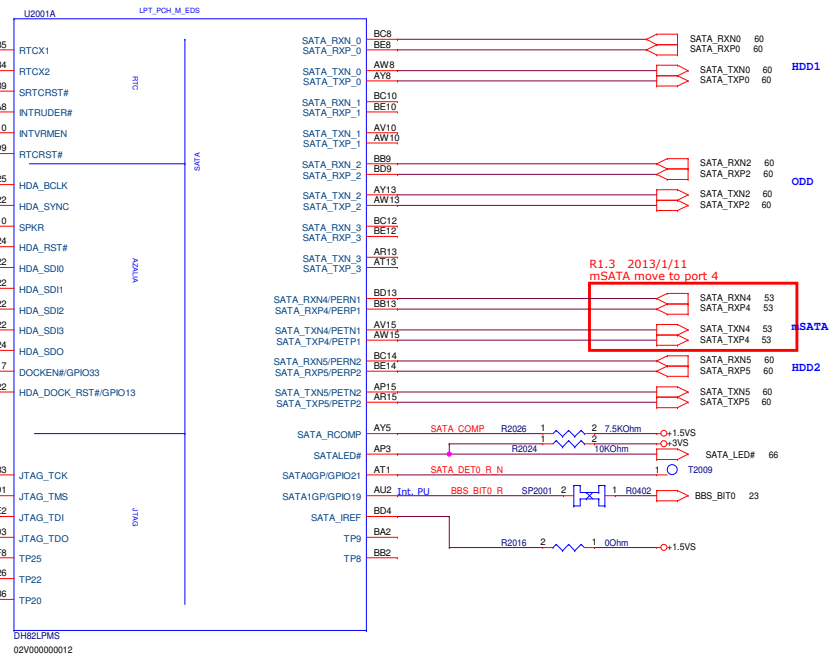 U2001A
LPT_PCH_M_EDS
RTCX1
RTCX2
SRTCRST#
INTRUDER#
INTVRMEN
RTCRST#
HDA_BCLK
HDA_SYNC
SPKR
HDA_RST#
HDA_SDI0
HDA_SDI1
HDA_SDI2
HDA_SDI3
HDA_SDO
DOCKEN#/GPIO33
HDA_DOCK_RST#/GPIO13
JTAG_TCK
JTAG_TMS
JTAG_TDI
JTAG_TDO
TP25
TP22
TP20
RTC
AZALIA
JTAG
SATA
SATA_RXN_0 BC8 SATA_RXN0 60
SATA_RXP_0 BE8 SATA_RXP0 60
HDD1
SATA_TXN_0 AW8 SATA_TXN0 60
SATA_TXP_0 AY8 SATA_TXP0 60
SATA_RXN_1 BC10
SATA_RXP_1 BE10
SATA_TXN_1 AV10
SATA_TXP_1 AW10
SATA_RXN_2 BB9 SATA_RXN2 60
SATA_RXP_2 BD9 SATA_RXP2 60
ODD
SATA_TXN_2 AY13 SATA_TXN2 60
SATA_TXP_2 AW13 SATA_TXP2 60
SATA_RXN_3 BC12
SATA_RXP_3 BE12
SATA_TXN_3 AR13
SATA_TXP_3 AT13
R1.3 2013/1/11
mSATA move to port 4
SATA_RXN4/PERN1 BD13 SATA_RXN4 53
SATA_RXP4/PERP1 BB13 SATA_RXP4 53
mSATA
SATA_TXN4/PETN1 AV15 SATA_TXN4 53
SATA_TXP4/PETP1 AW15 SATA_TXP4 53
SATA_RXN5/PERN2 BC14 SATA_RXN5 60
SATA_RXP5/PERP2 BE14 SATA_RXP5 60
HDD2
SATA_TXN5/PETN2 AP15 SATA_TXN5 60
SATA_TXP5/PETP2 AR15 SATA_TXP5 60
SATA_RCOMP AY5 SATA_COMP R2026 1 2 7.5KOhm +1.5VS
R2024 1 2 10KOhm +3VS
SATALED# AP3 SATA_LED# 66
SATA0GP/GPIO21 AT1 SATA_DET0_R_N 1 T2009
SATA1GP/GPIO19 AU2 Int. PU BBS_BIT0_R SP2001 2 1 R0402 BBS_BIT0 23
SATA_IREF BD4
TP9 BA2
TP8 BB2
R2016 2 1 0Ohm +1.5VS
DH82LPMS
02V000000012